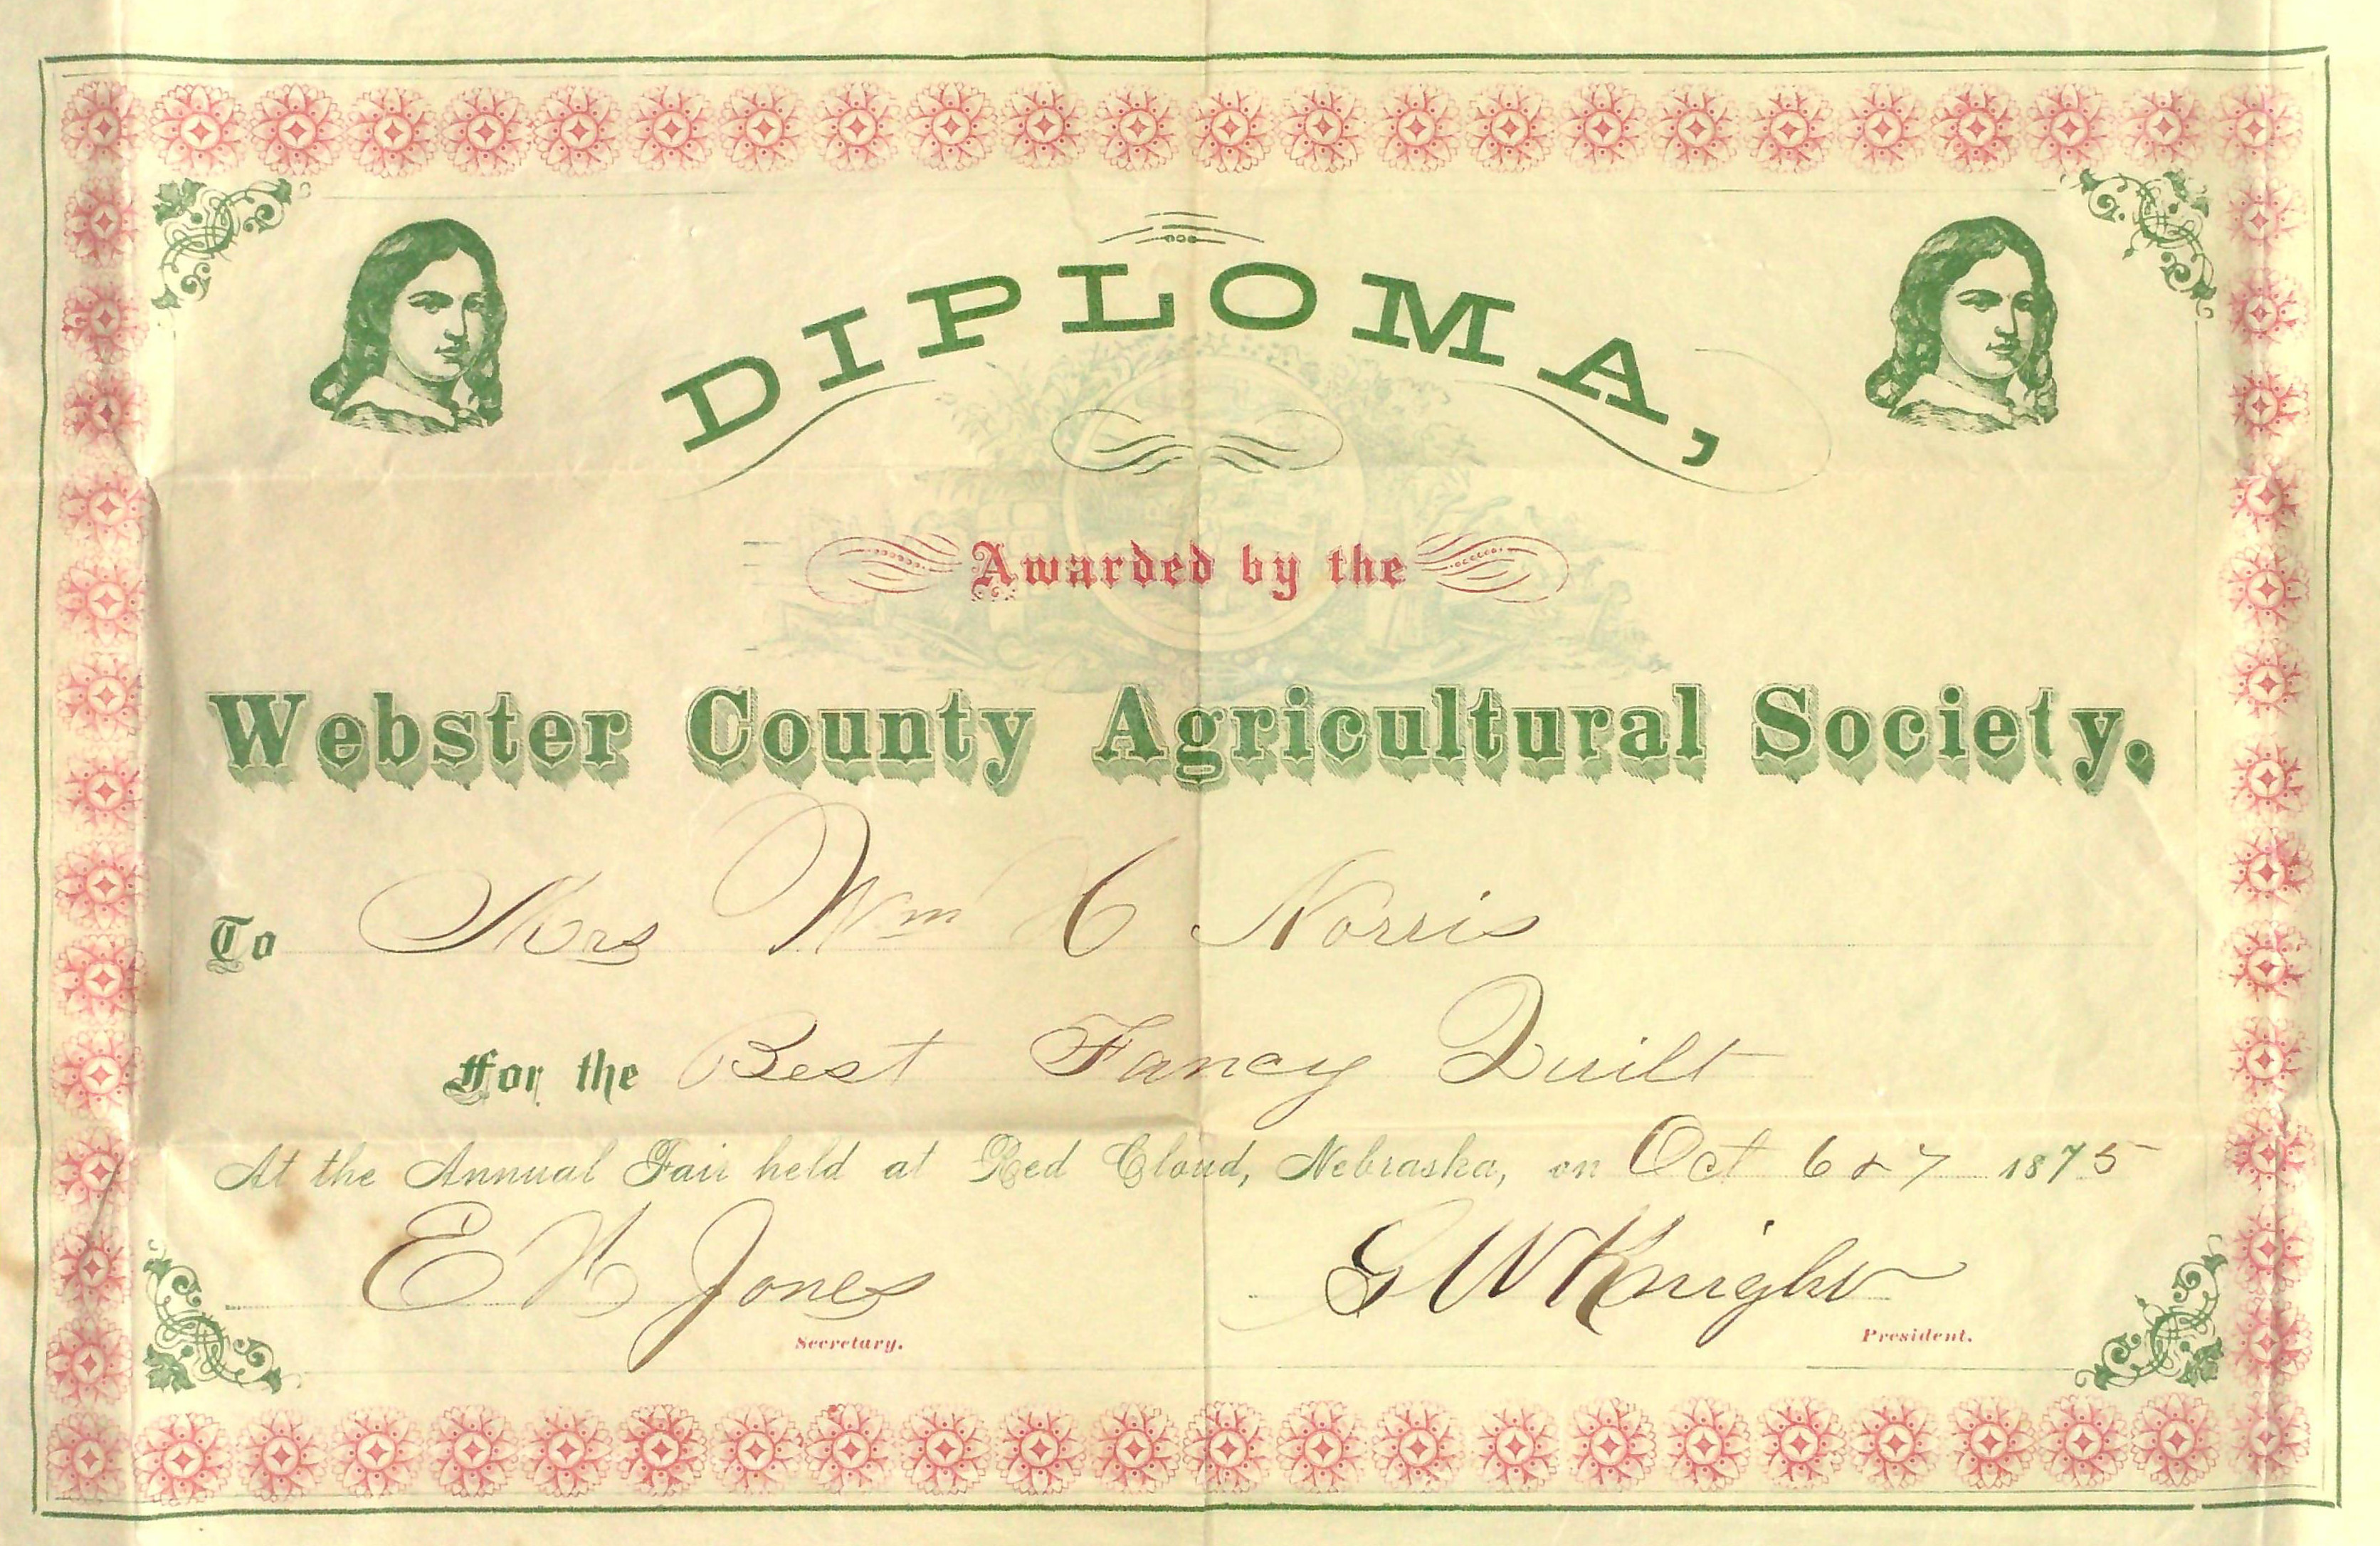 DIPLOMA,
Awarded by the
Webster County Agricultural Society.
To Mrs Wm C Norris
For the Best Fancy Quilt
At the Annual Fair held at Red Cloud, Nebraska, on Oct 6 & 7 1875
E H Jones
G W Knight
Secretary.
President.